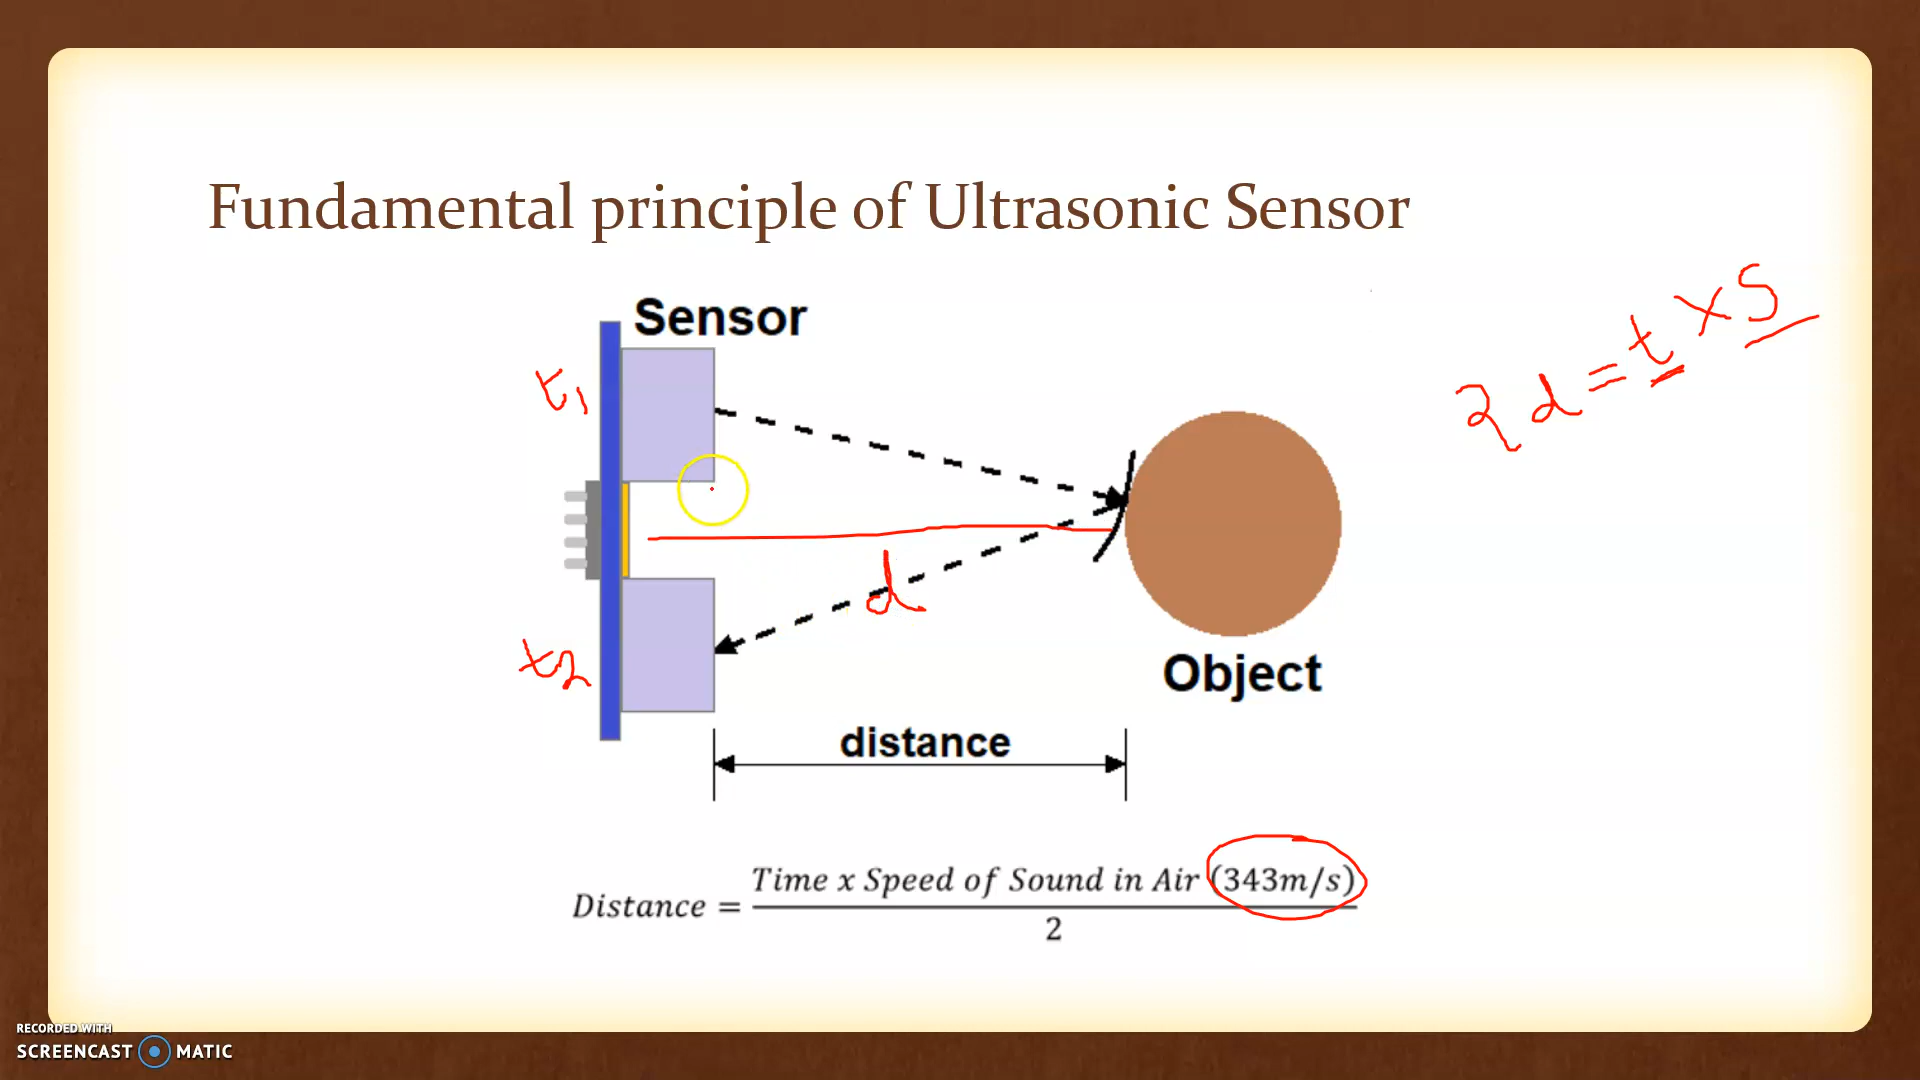 Fundamental principle of Ultrasonic Sensor
Sensor
2d = t × S
t1
d
t2
Object
distance
Distance = Time x Speed of Sound in Air (343m/s)
2
RECORDED WITH
SCREENCAST MATIC